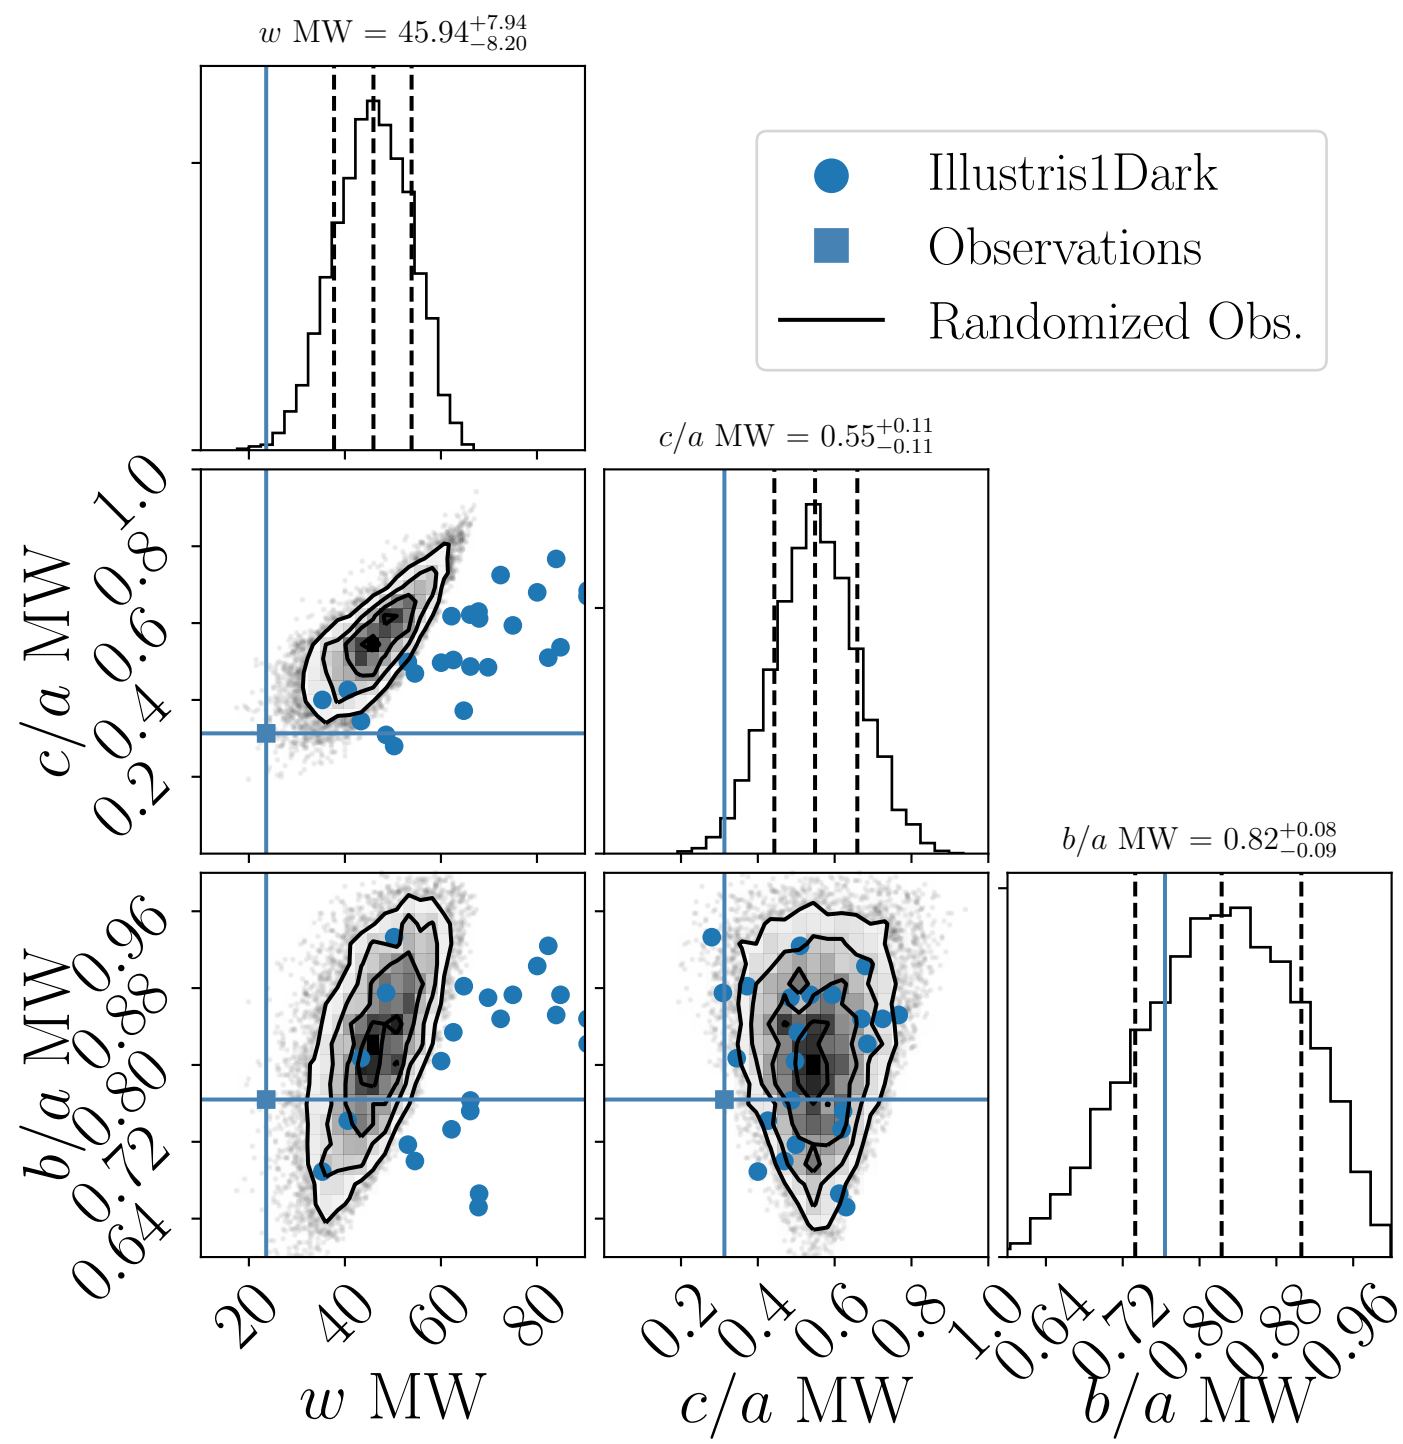 w MW = 45.94 +7.94 −8.20
Illustris1Dark
Observations
Randomized Obs.
c/a MW
1.0
0.8
0.6
0.4
0.2
c/a MW = 0.55 +0.11 −0.11
b/a MW
0.96
0.88
0.80
0.72
0.64
b/a MW = 0.82 +0.08 −0.09
20 40 60 80
0.2 0.4 0.6 0.8 1.0
0.64 0.72 0.80 0.88 0.96
w MW
c/a MW
b/a MW